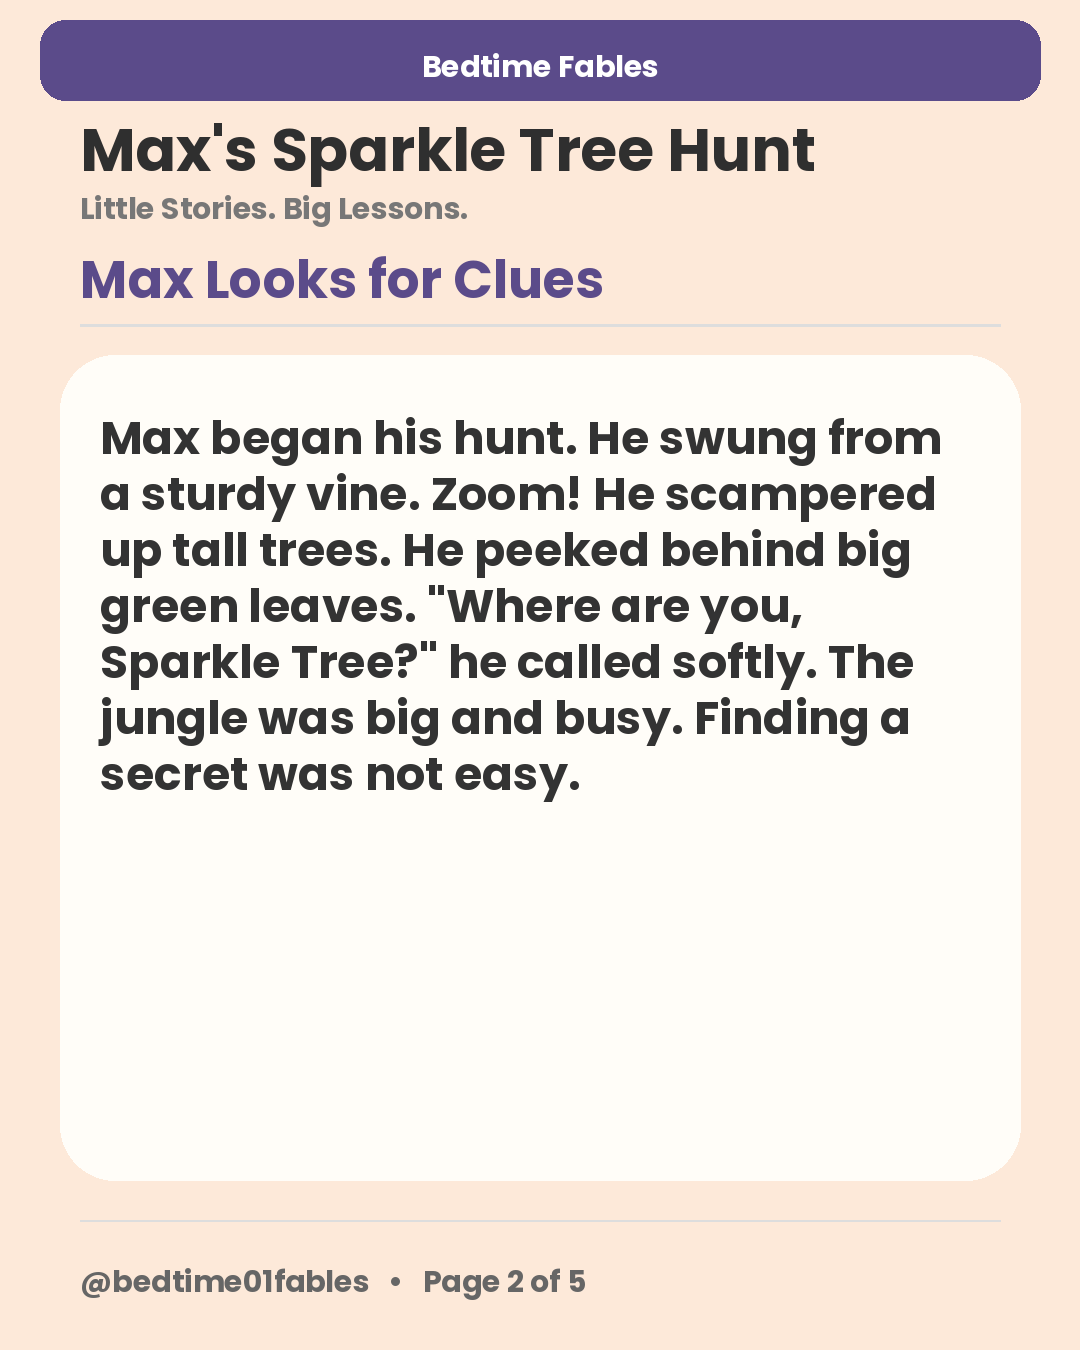 Bedtime Fables
Max's Sparkle Tree Hunt
Little Stories. Big Lessons.
Max Looks for Clues
Max began his hunt. He swung from
a sturdy vine. Zoom! He scampered
up tall trees. He peeked behind big
green leaves. "Where are you,
Sparkle Tree?" he called softly. The
jungle was big and busy. Finding a
secret was not easy.
@bedtime01fables • Page 2 of 5